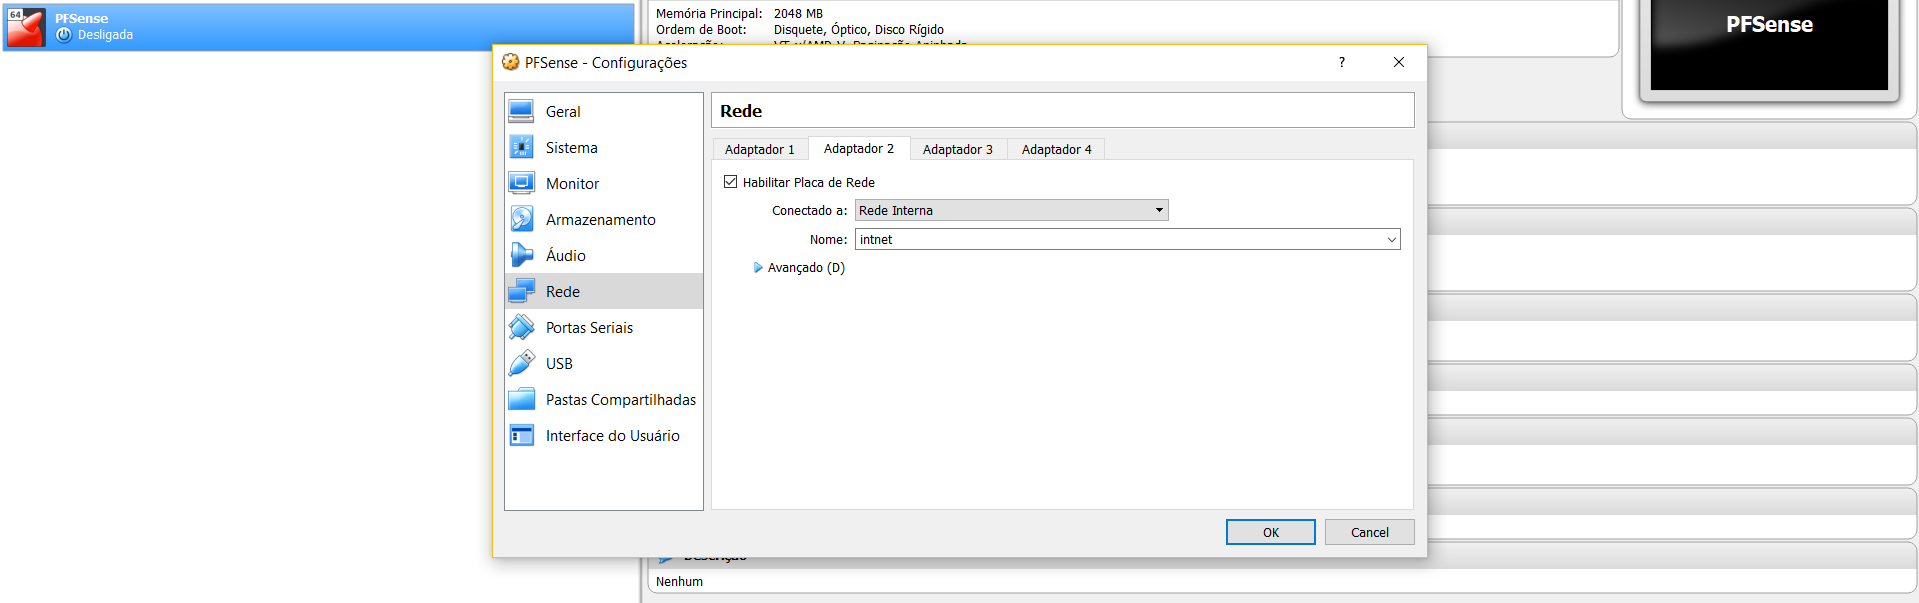 64
PFSense
Desligada
Memória Principal: 2048 MB
Ordem de Boot: Disquete, Óptico, Disco Rígido
PFSense
PFSense - Configurações
?
Geral
Sistema
Monitor
Armazenamento
Áudio
Rede
Portas Seriais
USB
Pastas Compartilhadas
Interface do Usuário
Rede
Adaptador 1 Adaptador 2 Adaptador 3 Adaptador 4
Habilitar Placa de Rede
Conectado a: Rede Interna
Nome: intnet
Avançado (D)
OK Cancel
Descrição
Nenhum